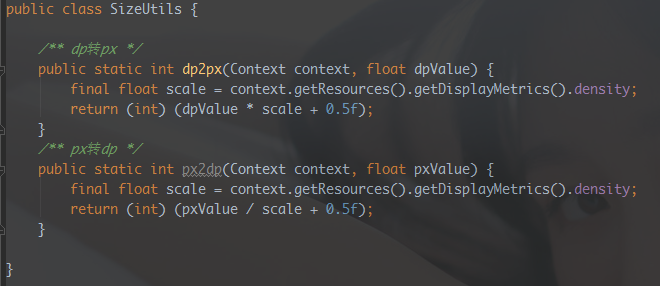 public class SizeUtils {
/** dp转px */
public static int dp2px(Context context, float dpValue) {
final float scale = context.getResources().getDisplayMetrics().density;
return (int) (dpValue * scale + 0.5f);
}
/** px转dp */
public static int px2dp(Context context, float pxValue) {
final float scale = context.getResources().getDisplayMetrics().density;
return (int) (pxValue / scale + 0.5f);
}
}